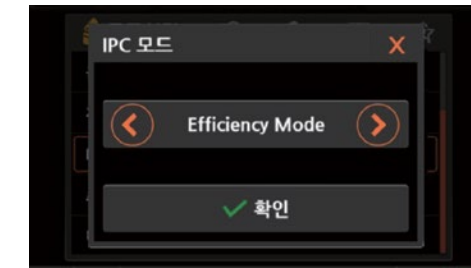 IPC 모드
X
Efficiency Mode
확인